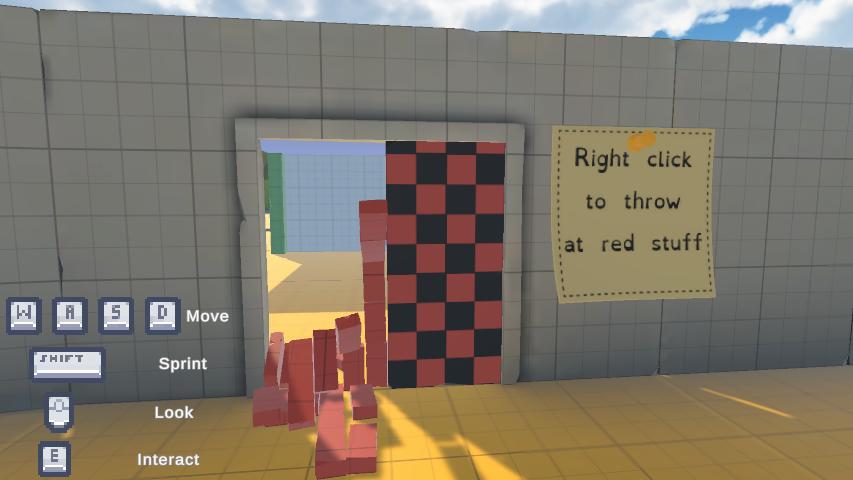 Right click
to throw
at red stuff
W A S D Move
SHIFT Sprint
Look
E Interact